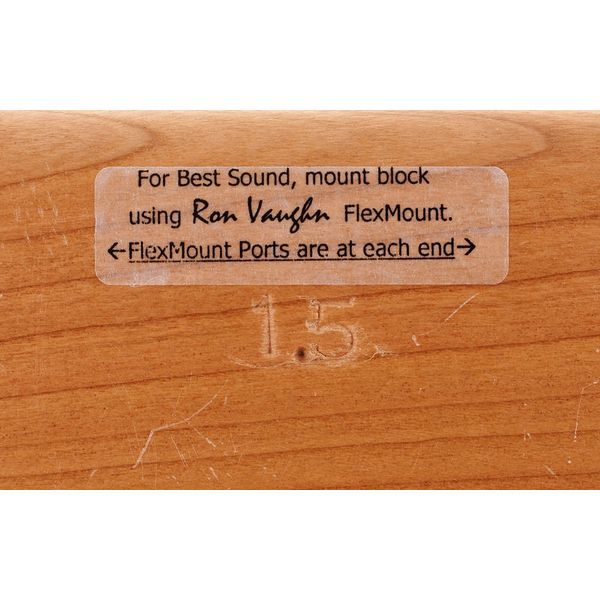 For Best Sound, mount block
using Ron Vaughn FlexMount.
←FlexMount Ports are at each end→
1.5